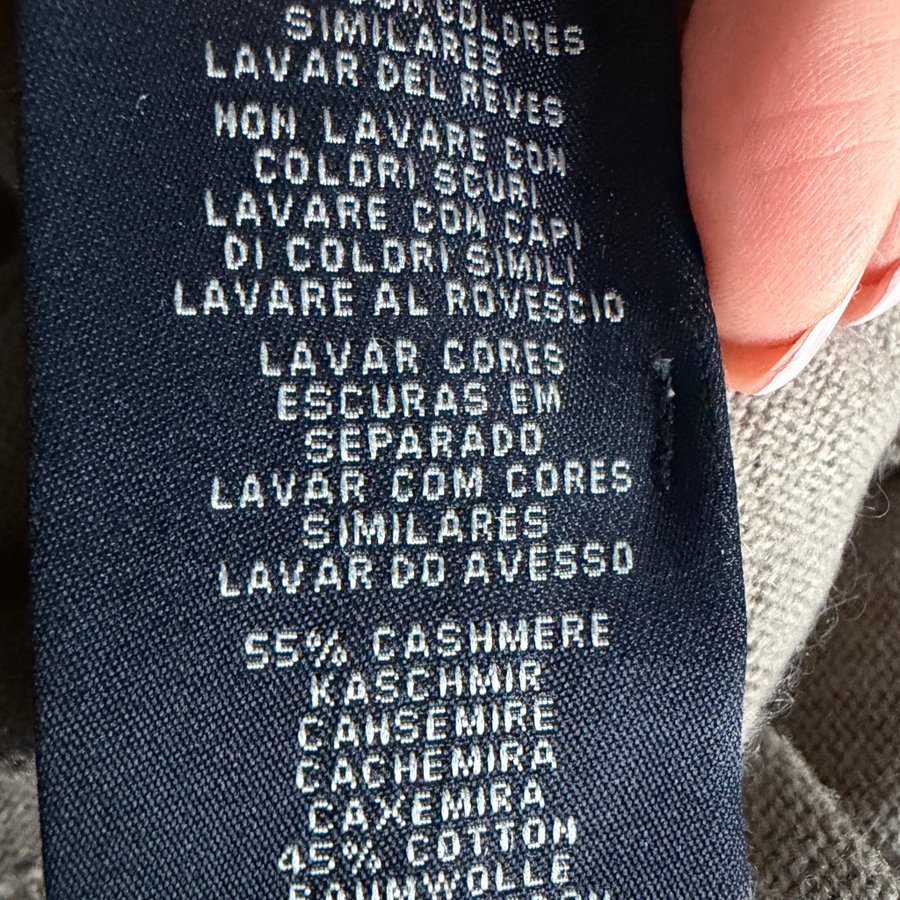 COLORES
SIMILARES
LAVAR DEL REVES
NON LAVARE CON
COLORI SCURI
LAVARE CON CAPI
DI COLORI SIMILI
LAVARE AL ROVESCIO
LAVAR CORES
ESCURAS EM
SEPARADO
LAVAR COM CORES
SIMILARES
LAVAR DO AVESSO
55% CASHMERE
KASCHMIR
CAHSEMIRE
CACHEMIRA
CAXEMIRA
45% COTTON
BAUMWOLLE